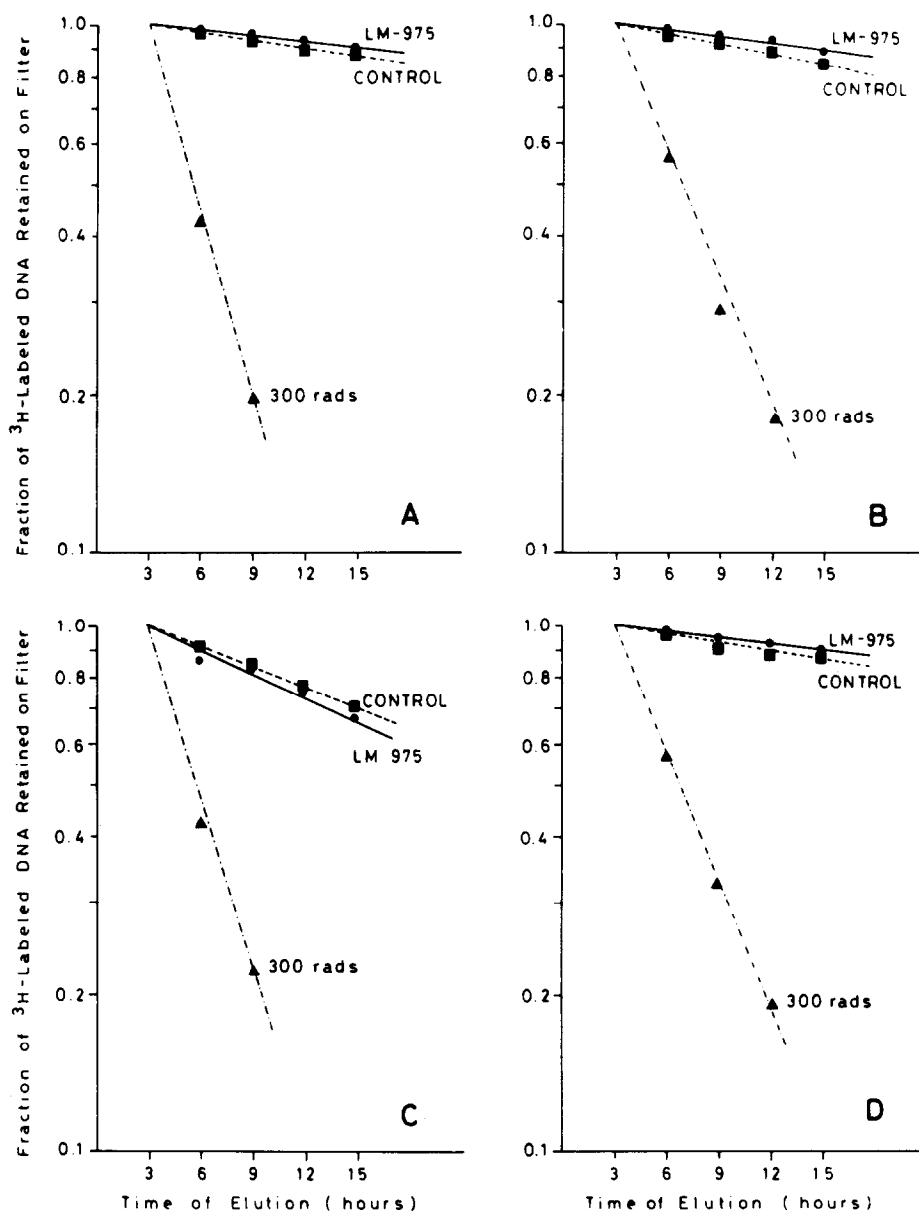 Fraction of ³H-Labeled DNA Retained on Filter
1.0
0.8
0.6
0.4
0.2
0.1
LM-975
CONTROL
300 rads
A
3 6 9 12 15
1.0
0.8
0.6
0.4
0.2
0.1
LM-975
CONTROL
300 rads
B
3 6 9 12 15
Fraction of ³H-Labeled DNA Retained on Filter
1.0
0.8
0.6
0.4
0.2
0.1
CONTROL
LM 975
300 rads
C
3 6 9 12 15
Time of Elution (hours)
1.0
0.8
0.6
0.4
0.2
0.1
LM-975
CONTROL
300 rads
D
3 6 9 12 15
Time of Elution (hours)